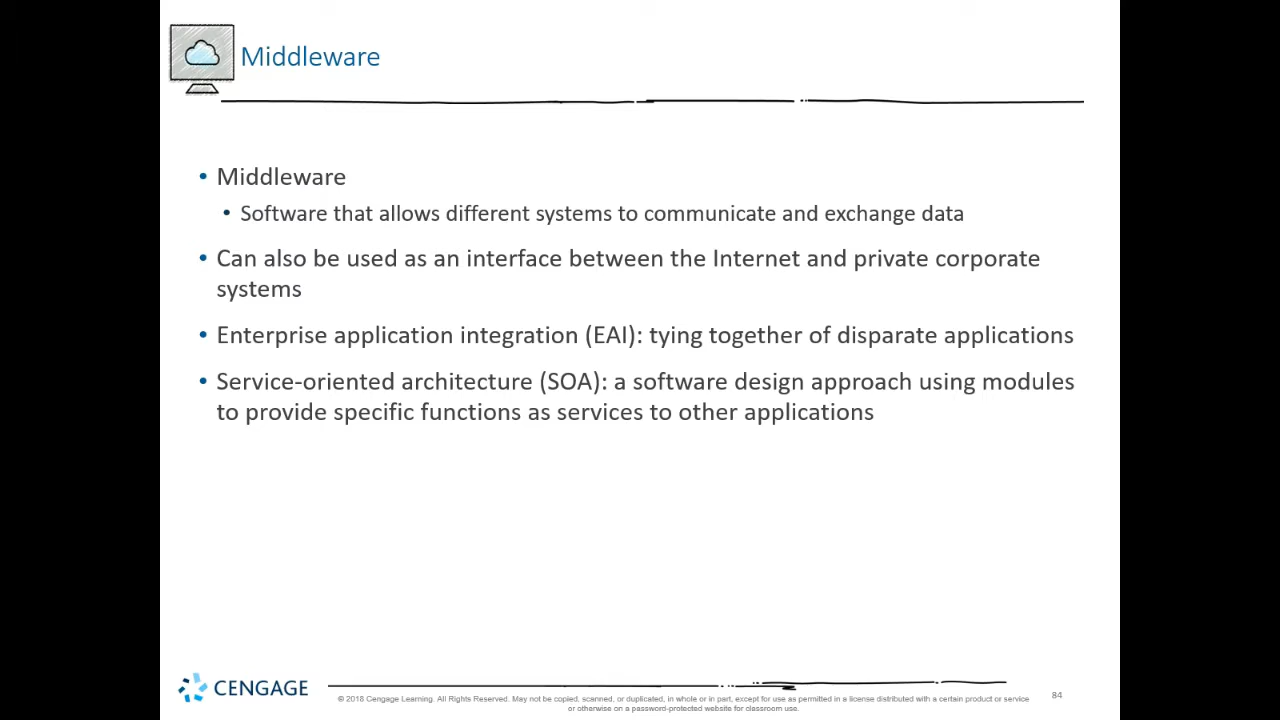 Middleware
• Middleware
• Software that allows different systems to communicate and exchange data
• Can also be used as an interface between the Internet and private corporate
systems
• Enterprise application integration (EAI): tying together of disparate applications
• Service-oriented architecture (SOA): a software design approach using modules
to provide specific functions as services to other applications
CENGAGE
© 2018 Cengage Learning. All Rights Reserved. May not be copied, scanned, or duplicated, in whole or in part, except for use as permitted in a license distributed with a certain product or service
or otherwise on a password-protected website for classroom use.
84